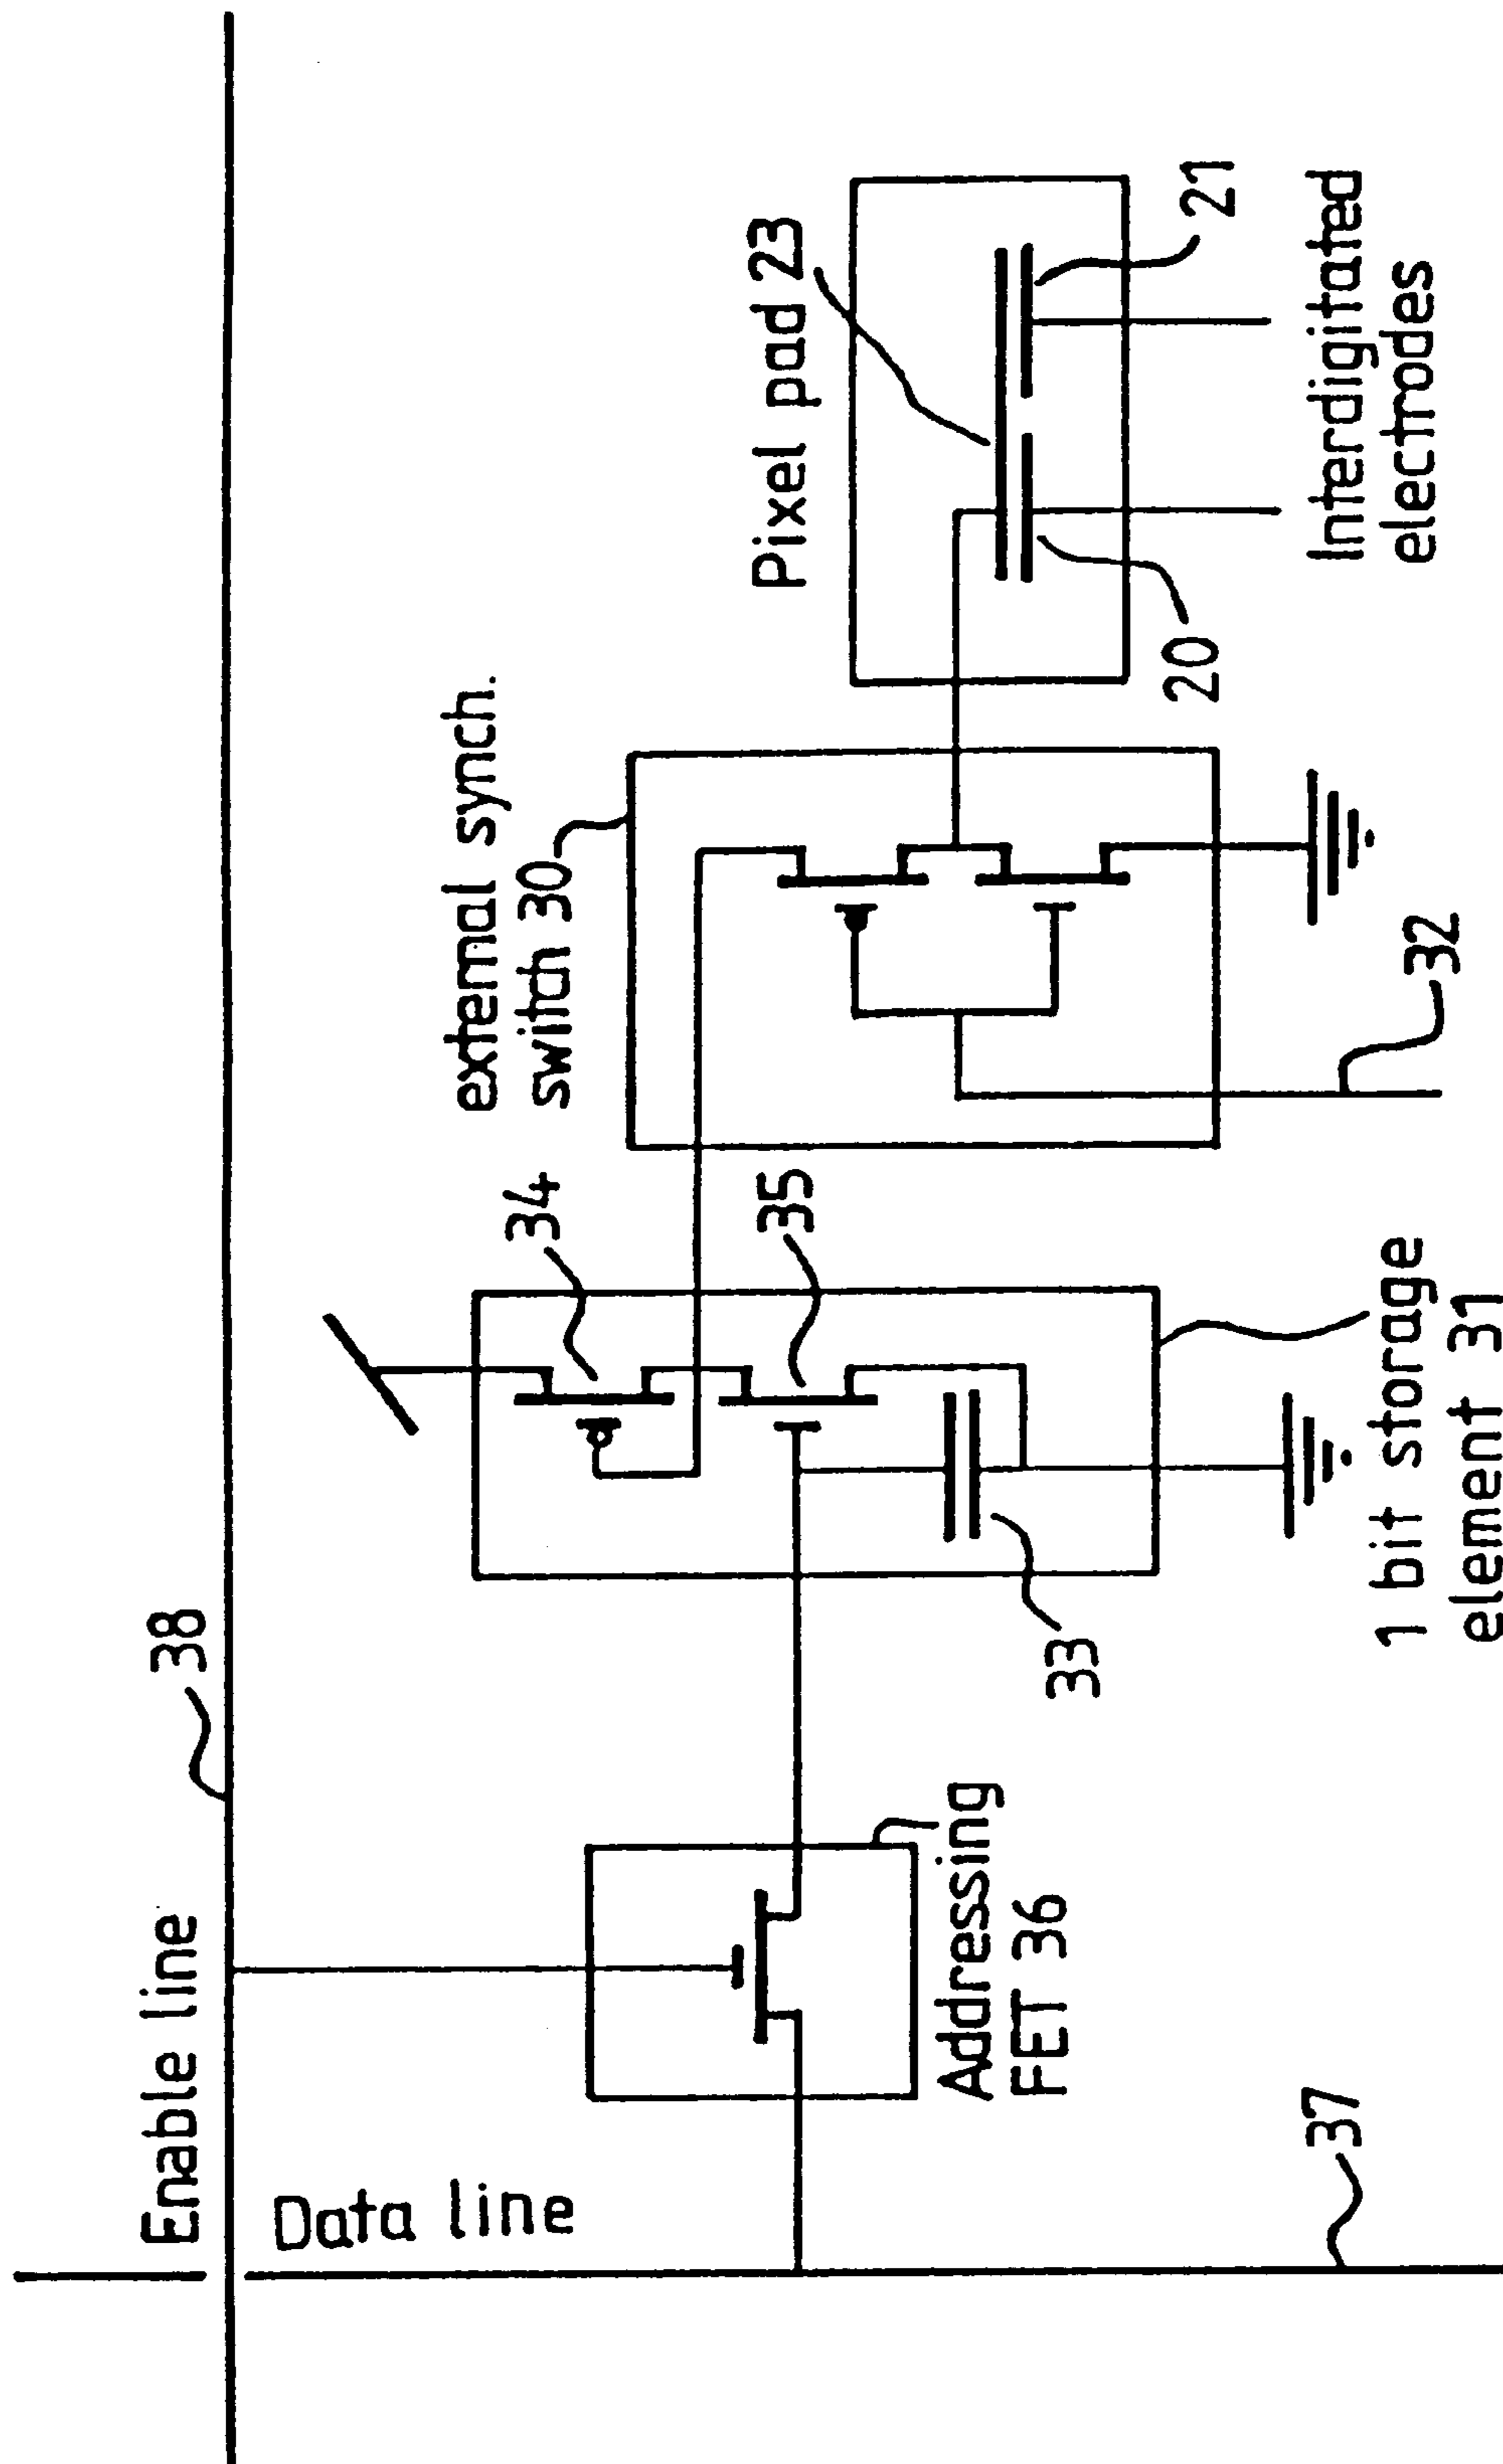 Enable line
38
Data line
37
Addressing
FET 36
34
35
33
1 bit storage
element 31
external synch.
switch 30
32
Pixel pad 23
20
21
Interdigitated
electrodes